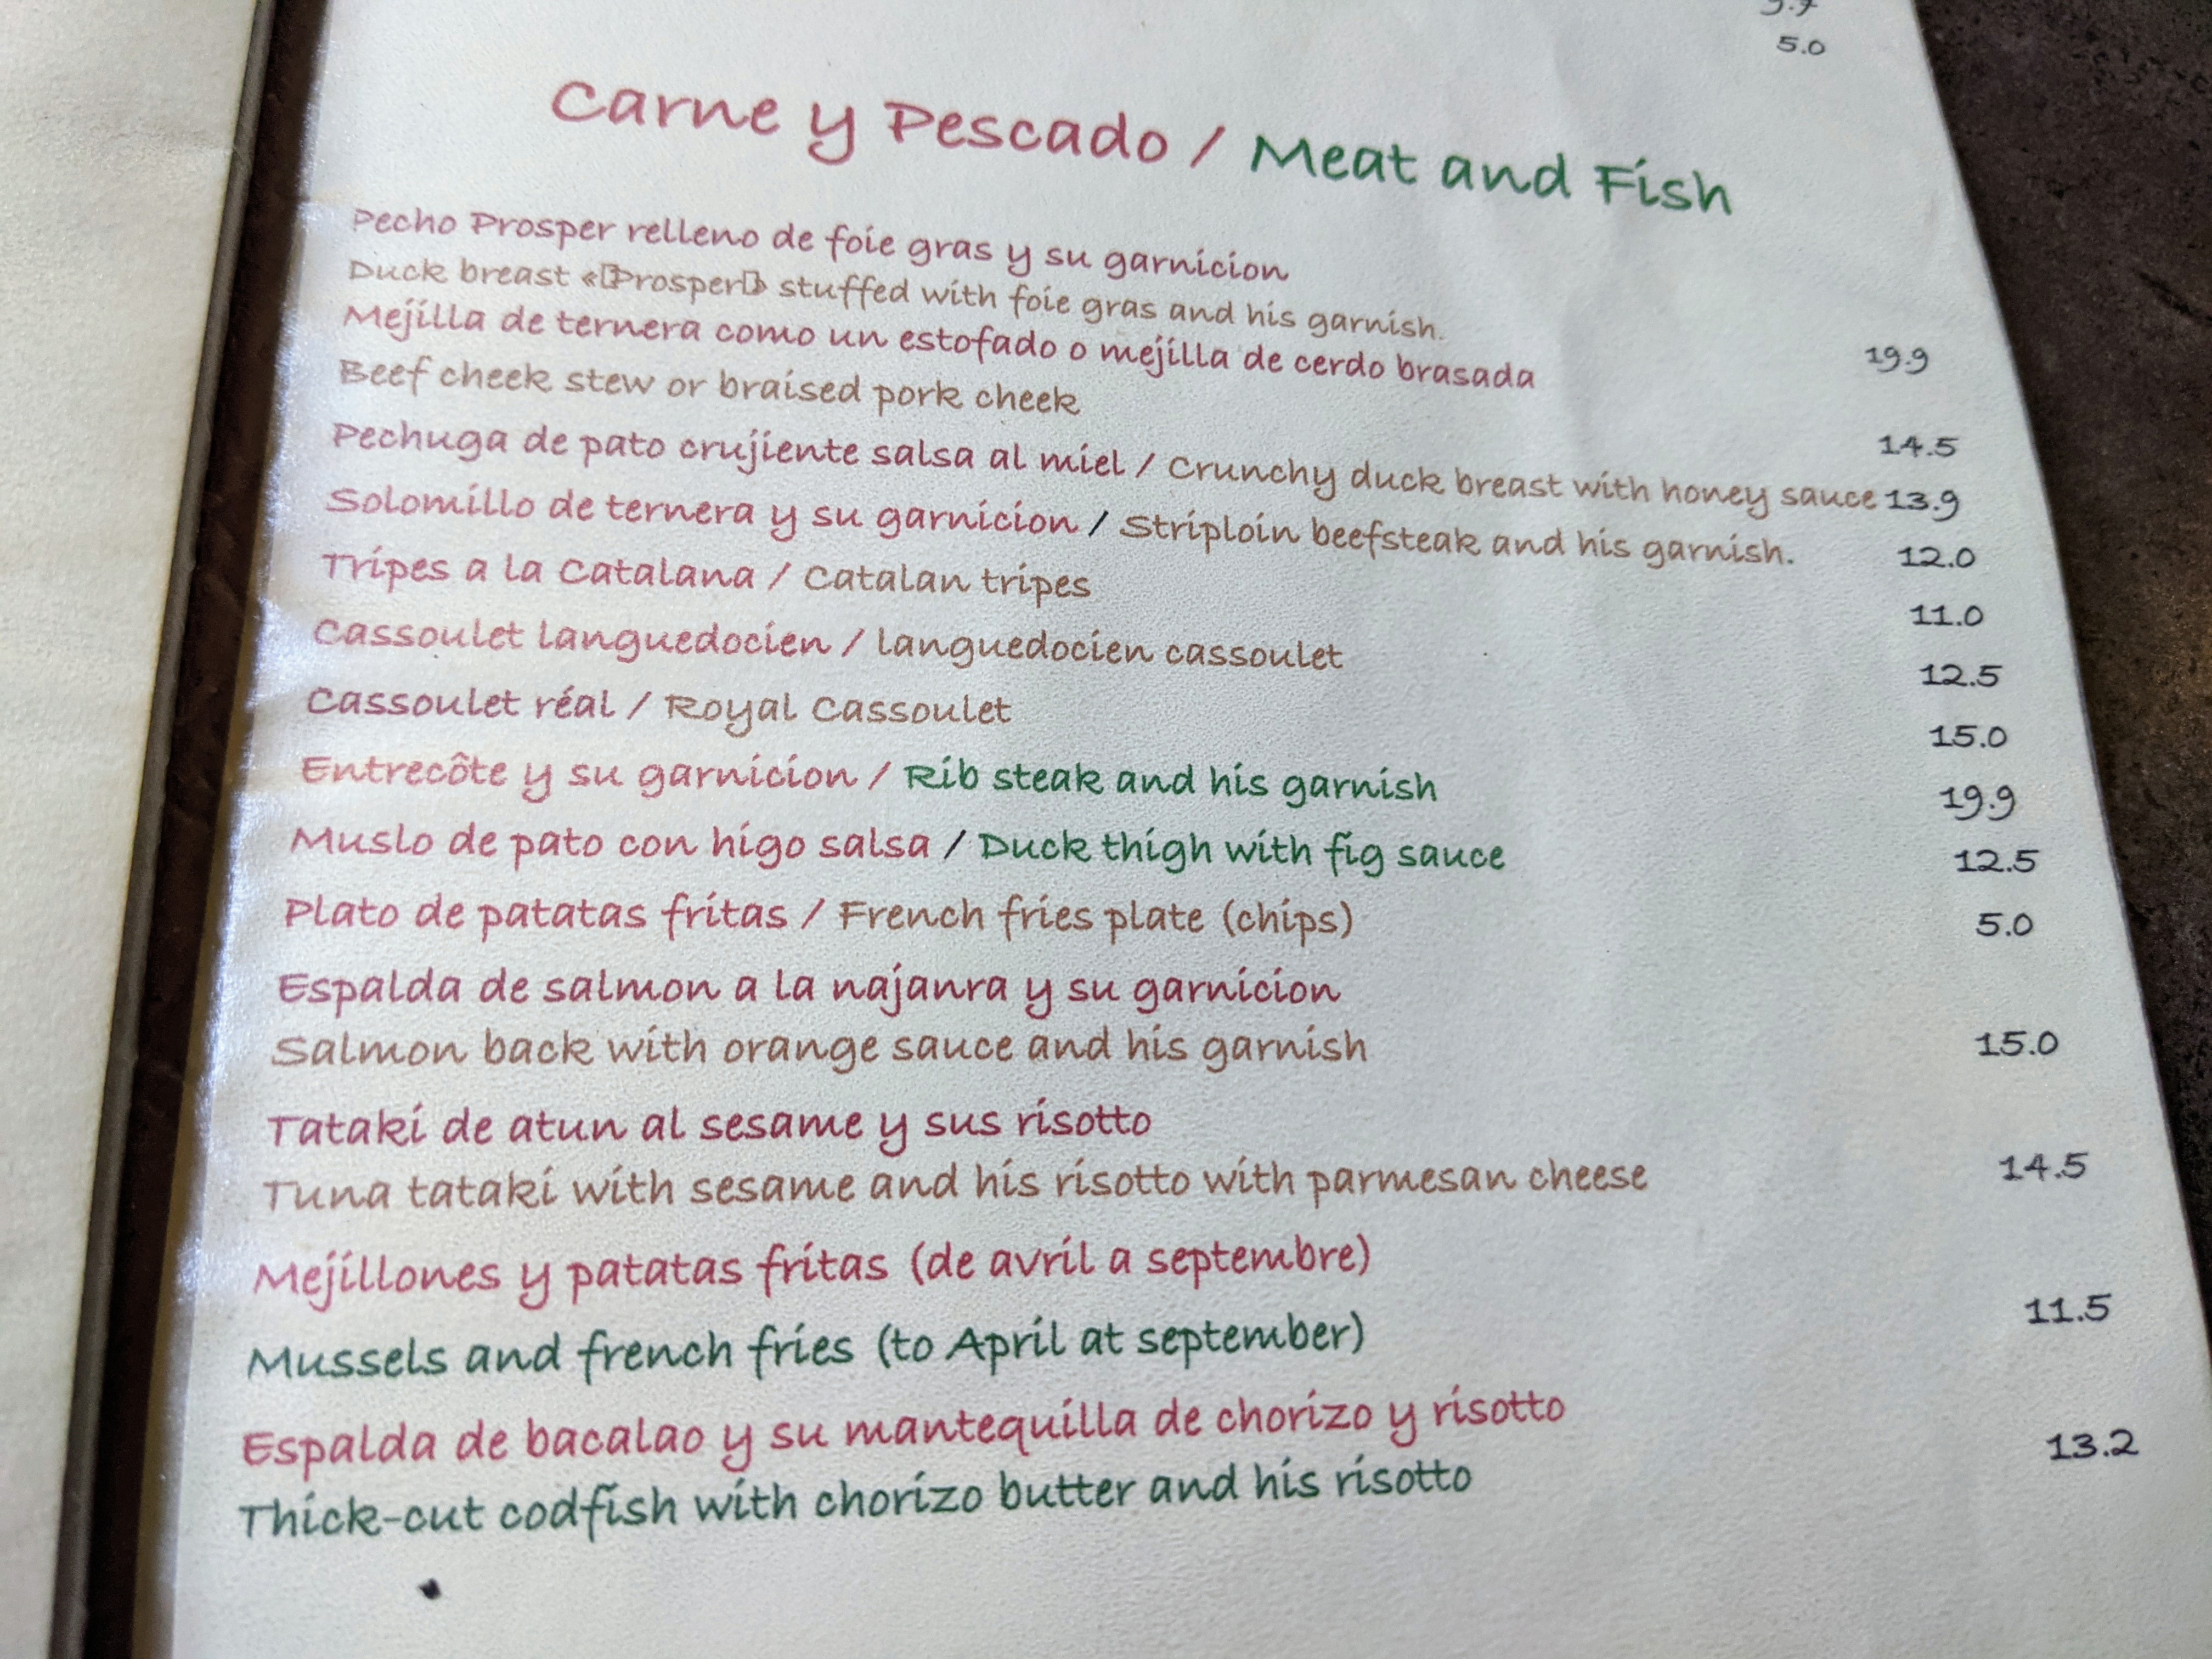 5.0
Carne y Pescado / Meat and Fish
Pecho Prosper relleno de foie gras y su garnicion
Duck breast «Prosper» stuffed with foie gras and his garnish. 19.9
Mejilla de ternera como un estofado o mejilla de cerdo brasada
Beef cheek stew or braised pork cheek 14.5
Pechuga de pato crujiente salsa al miel / Crunchy duck breast with honey sauce 13.9
Solomillo de ternera y su garnicion / Striploin beefsteak and his garnish. 12.0
Tripes a la Catalana / Catalan tripes 11.0
Cassoulet languedocien / languedocien cassoulet 12.5
Cassoulet réal / Royal Cassoulet 15.0
Entrecôte y su garnicion / Rib steak and his garnish 19.9
Muslo de pato con higo salsa / Duck thigh with fig sauce 12.5
Plato de patatas fritas / French fries plate (chips) 5.0
Espalda de salmon a la najanra y su garnicion
Salmon back with orange sauce and his garnish 15.0
Tataki de atun al sesame y sus risotto
Tuna tataki with sesame and his risotto with parmesan cheese 14.5
Mejillones y patatas fritas (de avril a septembre)
Mussels and french fries (to April at september) 11.5
Espalda de bacalao y su mantequilla de chorizo y risotto
Thick-cut codfish with chorizo butter and his risotto 13.2